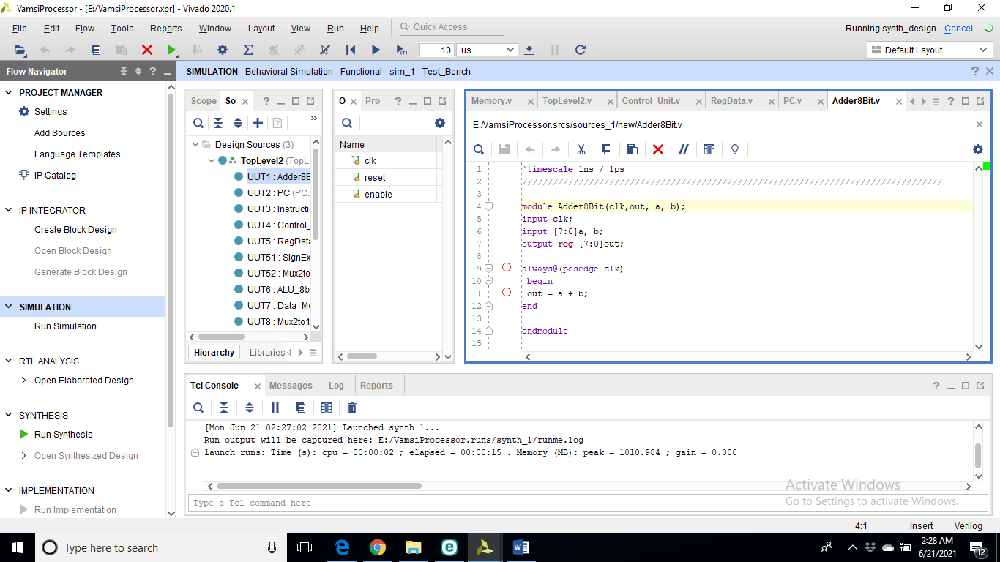 VamsiProcessor - [E:/VamsiProcessor.xpr] - Vivado 2020.1
File Edit Flow Tools Reports Window Layout View Run Help Quick Access Running synth_design Cancel
10 us Default Layout
Flow Navigator
PROJECT MANAGER
Settings
Add Sources
Language Templates
IP Catalog
IP INTEGRATOR
Create Block Design
Open Block Design
Generate Block Design
SIMULATION
Run Simulation
RTL ANALYSIS
Open Elaborated Design
SYNTHESIS
Run Synthesis
Open Synthesized Design
IMPLEMENTATION
Run Implementation
SIMULATION - Behavioral Simulation - Functional - sim_1 - Test_Bench
Scope So
Design Sources (3)
TopLevel2 (TopL
UUT1 : Adder8B
UUT2 : PC (PC.
UUT3 : Instructi
UUT4 : Control_
UUT5 : RegData
UUT51 : SignEx
UUT52 : Mux2to
UUT6 : ALU_8b
UUT7 : Data_Me
UUT8 : Mux2to1
Hierarchy Libraries
O Pro
Name
clk
reset
enable
_Memory.v TopLevel2.v Control_Unit.v RegData.v PC.v Adder8Bit.v
E:/VamsiProcessor.srcs/sources_1/new/Adder8Bit.v
1 `timescale 1ns / 1ps
2 //////////////////////////////////////////////////////////////////////////////////
3
4 module Adder8Bit(clk,out, a, b);
5 input clk;
6 input [7:0]a, b;
7 output reg [7:0]out;
8
9 always@(posedge clk)
10 begin
11 out = a + b;
12 end
13
14 endmodule
15
Tcl Console Messages Log Reports
[Mon Jun 21 02:27:02 2021] Launched synth_1...
Run output will be captured here: E:/VamsiProcessor.runs/synth_1/runme.log
launch_runs: Time (s): cpu = 00:00:02 ; elapsed = 00:00:15 . Memory (MB): peak = 1010.984 ; gain = 0.000
Type a Tcl command here
Activate Windows
Go to Settings to activate Windows.
4:1 Insert Verilog
Type here to search
2:28 AM
6/21/2021
12